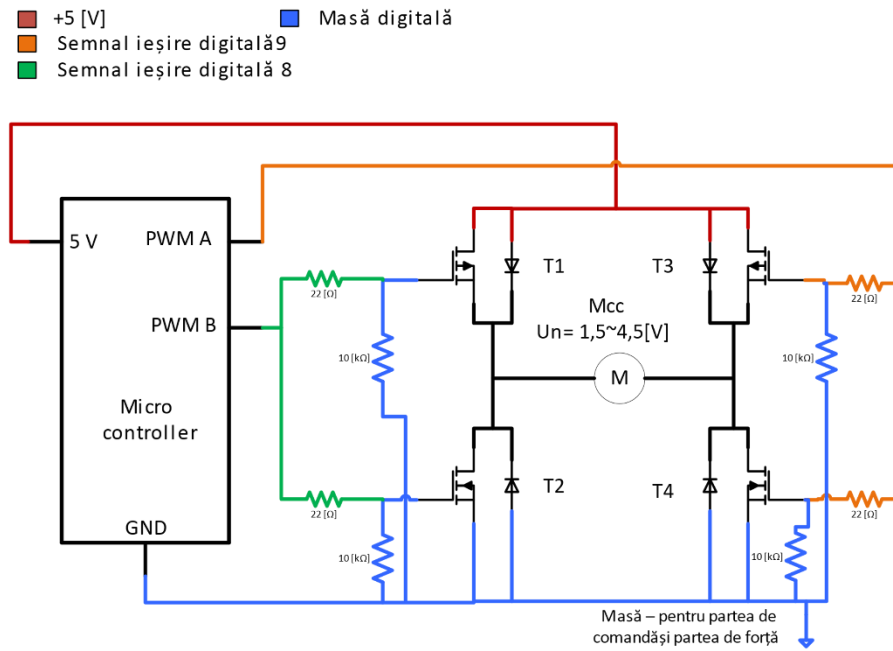 +5 [V]
Masă digitală
Semnal ieșire digitală9
Semnal ieșire digitală 8
5 V
PWM A
PWM B
Micro
controller
GND
22 [Ω]
10 [kΩ]
22 [Ω]
10 [kΩ]
T1
T3
Mcc
Un= 1,5~4,5[V]
M
T2
T4
22 [Ω]
10 [kΩ]
22 [Ω]
10 [kΩ]
Masă – pentru partea de
comandăși partea de forță